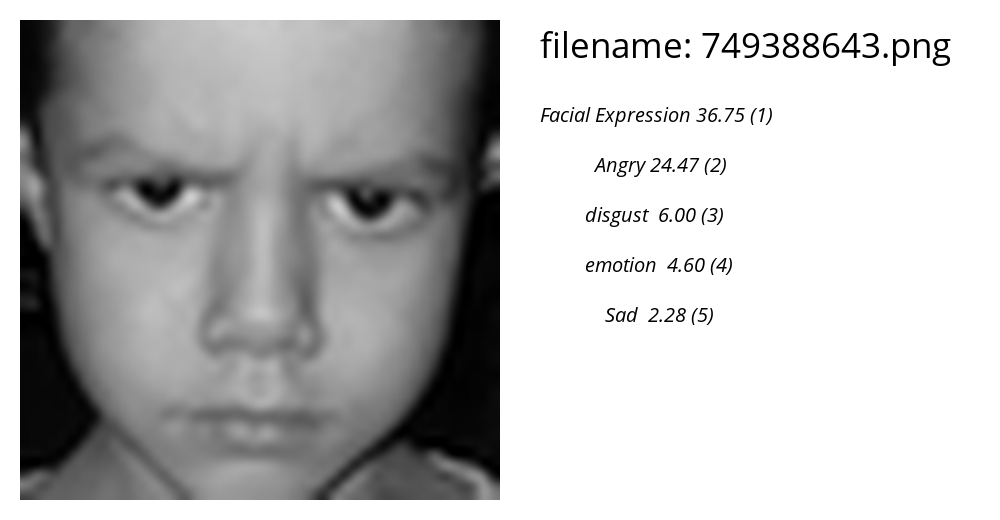 filename: 749388643.png
Facial Expression 36.75 (1)
Angry 24.47 (2)
disgust 6.00 (3)
emotion 4.60 (4)
Sad 2.28 (5)